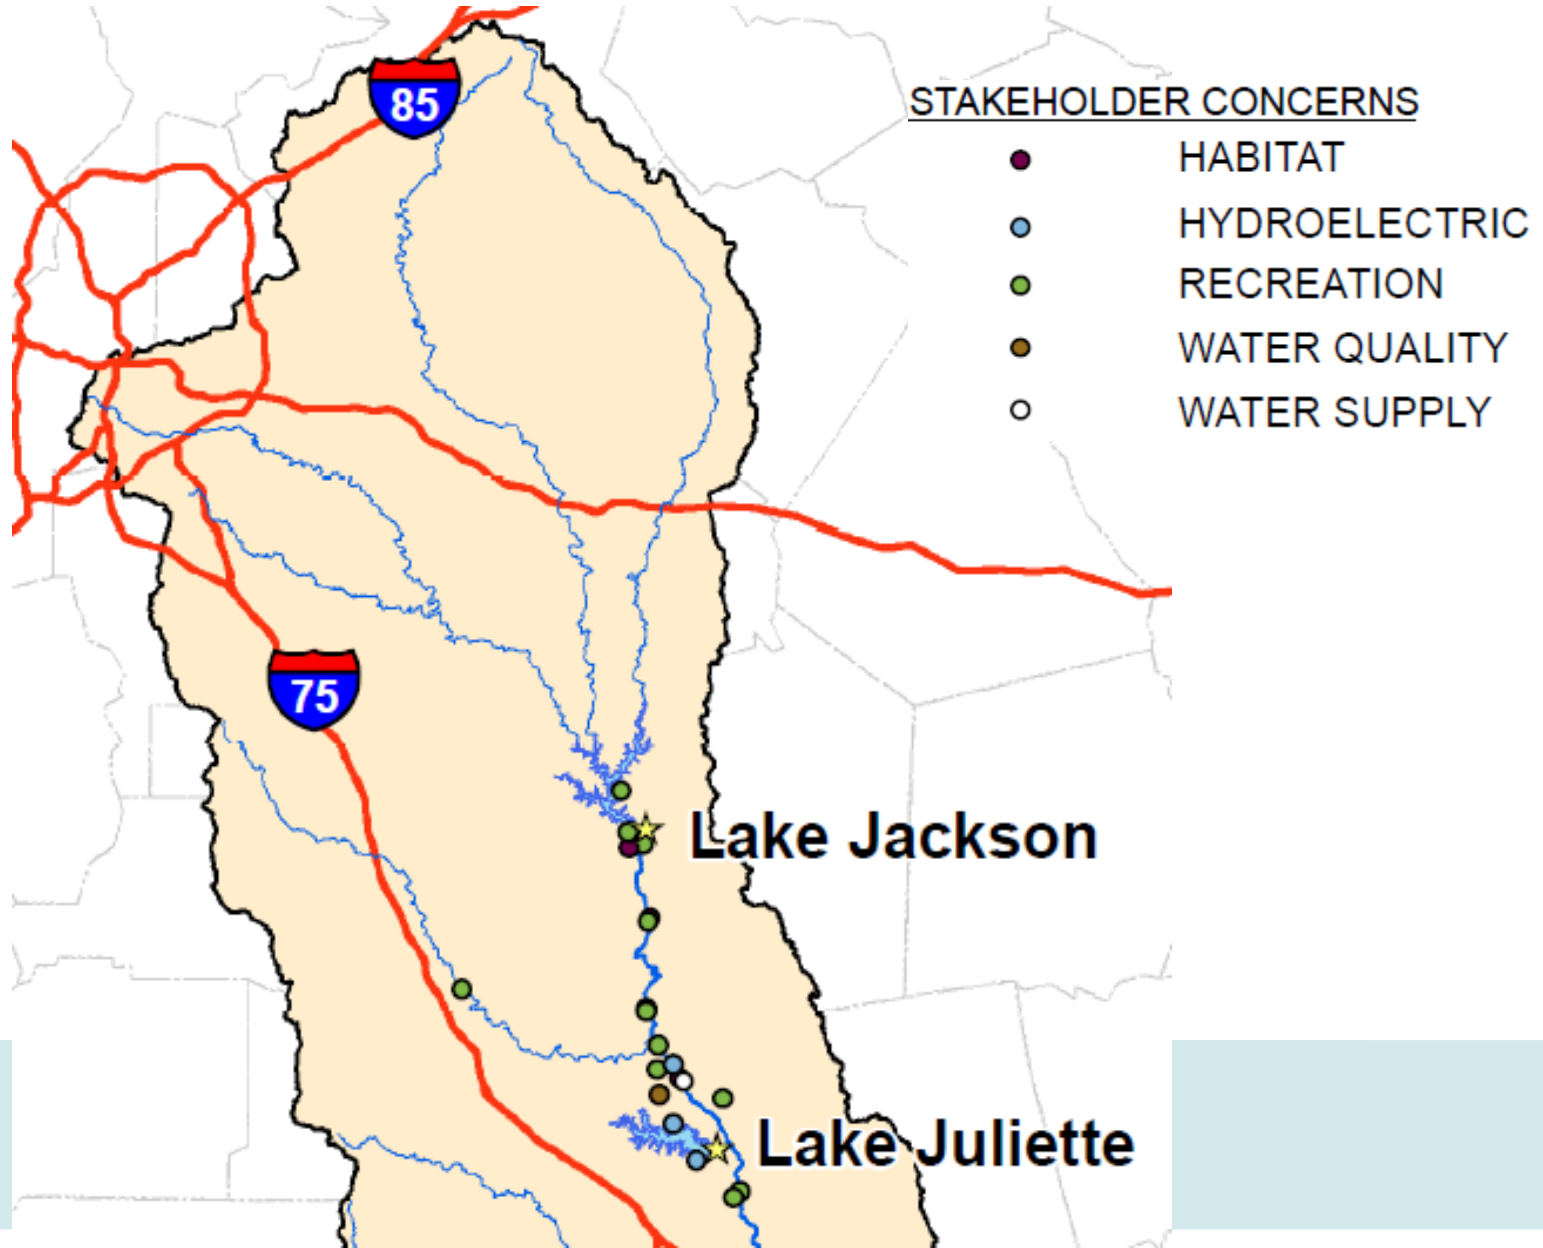 85
STAKEHOLDER CONCERNS
HABITAT
HYDROELECTRIC
RECREATION
WATER QUALITY
WATER SUPPLY
75
Lake Jackson
Lake Juliette